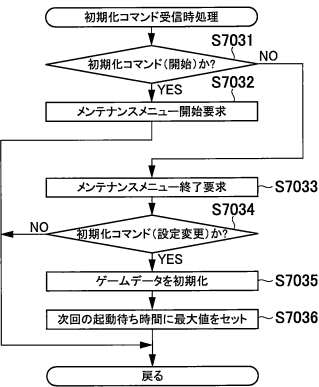 初期化コマンド受信時処理
S7031
初期化コマンド(開始)か?
NO
YES
S7032
メンテナンスメニュー開始要求
メンテナンスメニュー終了要求
S7033
S7034
初期化コマンド(設定変更)か?
NO
YES
ゲームデータを初期化
S7035
次回の起動待ち時間に最大値をセット
S7036
戻る